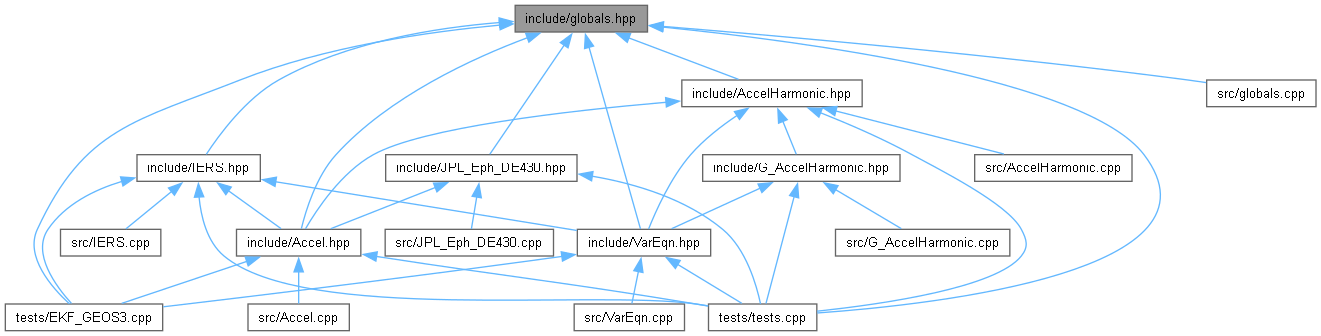 include/globals.hpp
include/AccelHarmonic.hpp
src/globals.cpp
include/IERS.hpp
include/JPL_Eph_DE430.hpp
include/G_AccelHarmonic.hpp
src/AccelHarmonic.cpp
src/IERS.cpp
include/Accel.hpp
src/JPL_Eph_DE430.cpp
include/VarEqn.hpp
src/G_AccelHarmonic.cpp
tests/EKF_GEOS3.cpp
src/Accel.cpp
src/VarEqn.cpp
tests/tests.cpp